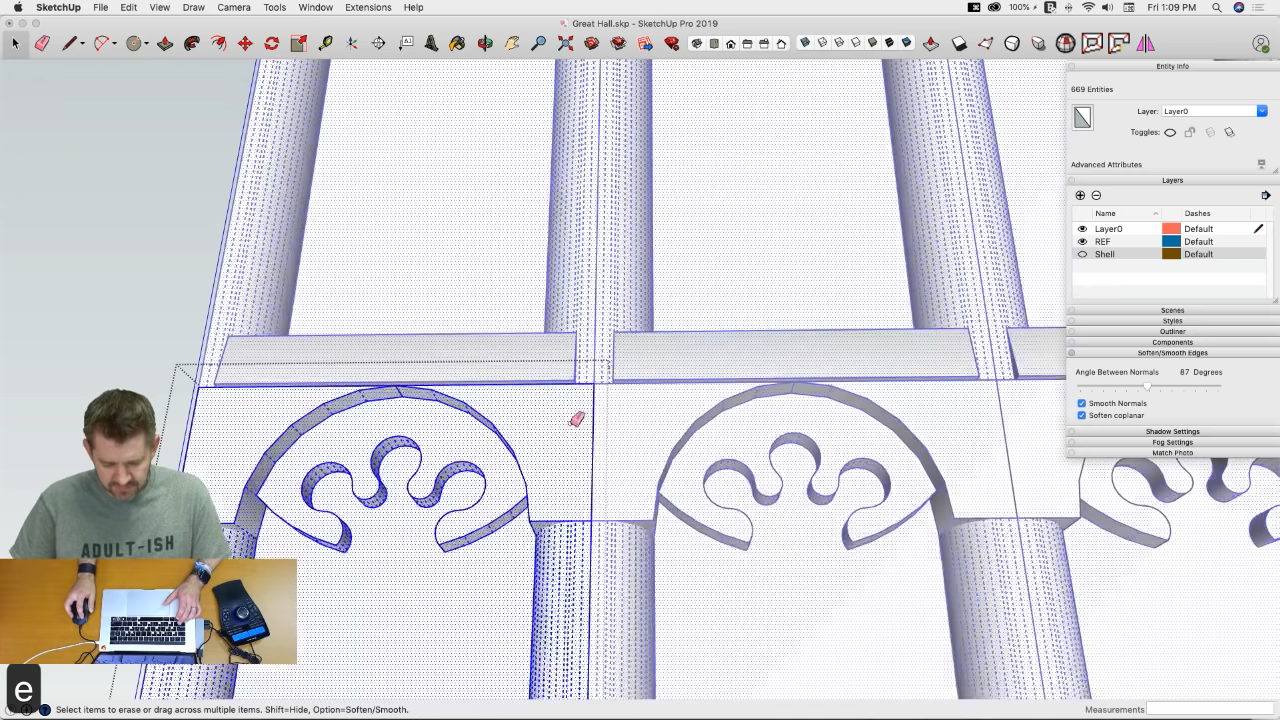 SketchUp File Edit View Draw Camera Tools Window Extensions Help
100% Fri 1:09 PM
Great Hall.skp - SketchUp Pro 2019
Entity Info
669 Entities
Layer: Layer0
Toggles:
Advanced Attributes
Layers
Name Dashes
Layer0 Default
REF Default
Shell Default
Scenes
Styles
Outliner
Components
Soften/Smooth Edges
Angle Between Normals 87 Degrees
Smooth Normals
Soften coplanar
Shadow Settings
Fog Settings
Match Photo
ADULT-ISH
e
Select items to erase or drag across multiple items. Shift=Hide, Option=Soften/Smooth.
Measurements